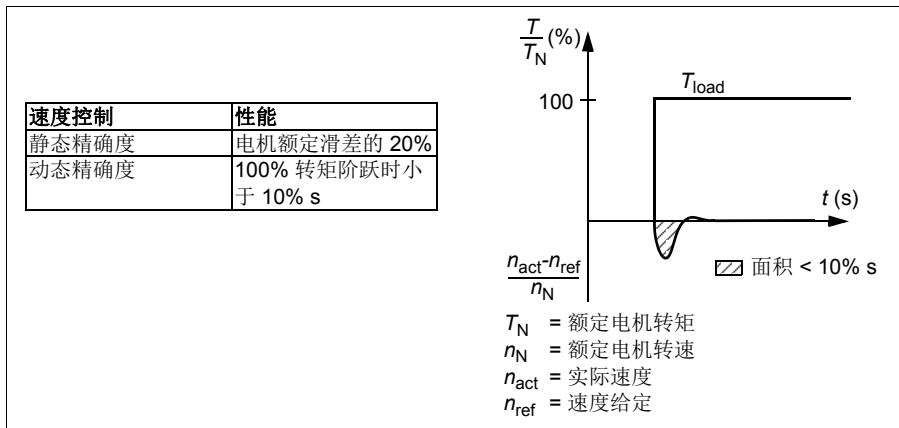 速度控制 性能
静态精确度 电机额定滑差的 20%
动态精确度 100% 转矩阶跃时小
于 10% s
T
T_N (%)
T_load
100
t (s)
n_act-n_ref
n_N
面积 < 10% s
T_N = 额定电机转矩
n_N = 额定电机转速
n_act = 实际速度
n_ref = 速度给定